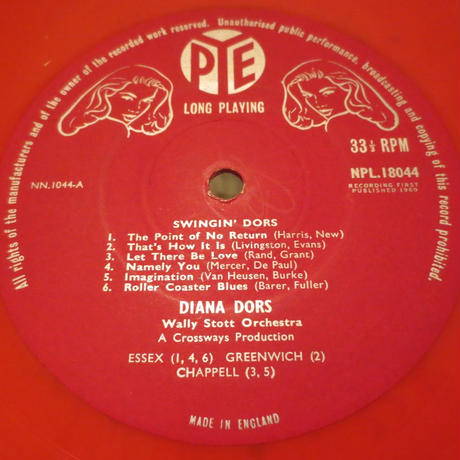 All rights of the manufacturers and of the owner of the recorded work reserved. Unauthorised public performance, broadcasting and copying of this record prohibited.
PYE
LONG PLAYING
33⅓ RPM
NN.1044-A
NPL.18044
RECORDING FIRST
PUBLISHED 1960
SWINGIN' DORS
1. The Point of No Return (Harris, New)
2. That's How It Is (Livingston, Evans)
3. Let There Be Love (Rand, Grant)
4. Namely You (Mercer, De Paul)
5. Imagination (Van Heusen, Burke)
6. Roller Coaster Blues (Barer, Fuller)
DIANA DORS
Wally Stott Orchestra
A Crossways Production
ESSEX (1, 4, 6) GREENWICH (2)
CHAPPELL (3, 5)
MADE IN ENGLAND